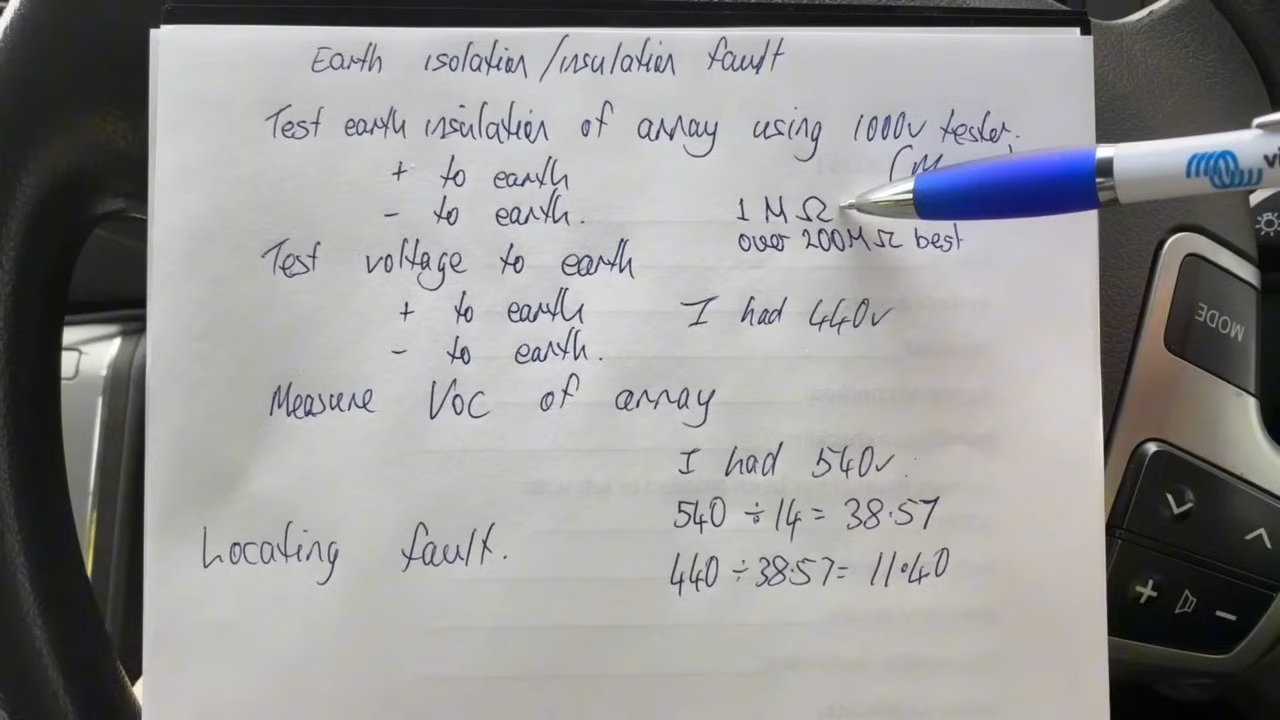 Earth isolation/insulation fault
Test earth insulation of array using 1000v tester.
+ to earth
- to earth.
1 M Ω
over 200M Ω best
Test voltage to earth
+ to earth
I had 440v
- to earth.
Measure Voc of array
I had 540v.
540 ÷ 14 = 38.57
Locating fault.
440 ÷ 38.57 = 11.40
MODE
+ -